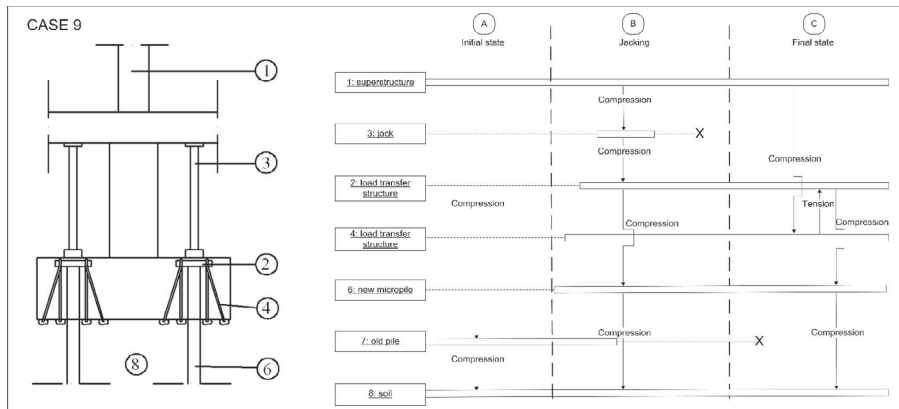 CASE 9
1
3
2
4
8
6
A
B
C
Initial state
Jacking
Final state
1: superstructure
Compression
3: jack
X
Compression
Compression
2: load transfer
structure
Compression
Tension
Compression
Compression
4: load transfer
structure
6: new micropile
7: old pile
Compression
Compression
X
Compression
8: soil